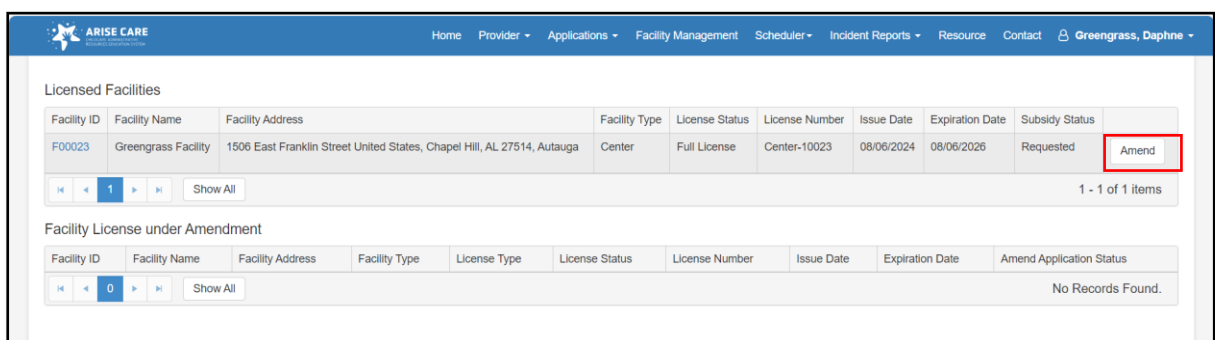 ARISE CARE
Home Provider Applications Facility Management Scheduler Incident Reports Resource Contact Greengrass, Daphne
Licensed Facilities
Facility ID Facility Name Facility Address Facility Type License Status License Number Issue Date Expiration Date Subsidy Status
F00023 Greengrass Facility 1506 East Franklin Street United States, Chapel Hill, AL 27514, Autauga Center Full License Center-10023 08/06/2024 08/06/2026 Requested Amend
1 Show All 1 - 1 of 1 items
Facility License under Amendment
Facility ID Facility Name Facility Address Facility Type License Type License Status License Number Issue Date Expiration Date Amend Application Status
0 Show All No Records Found.